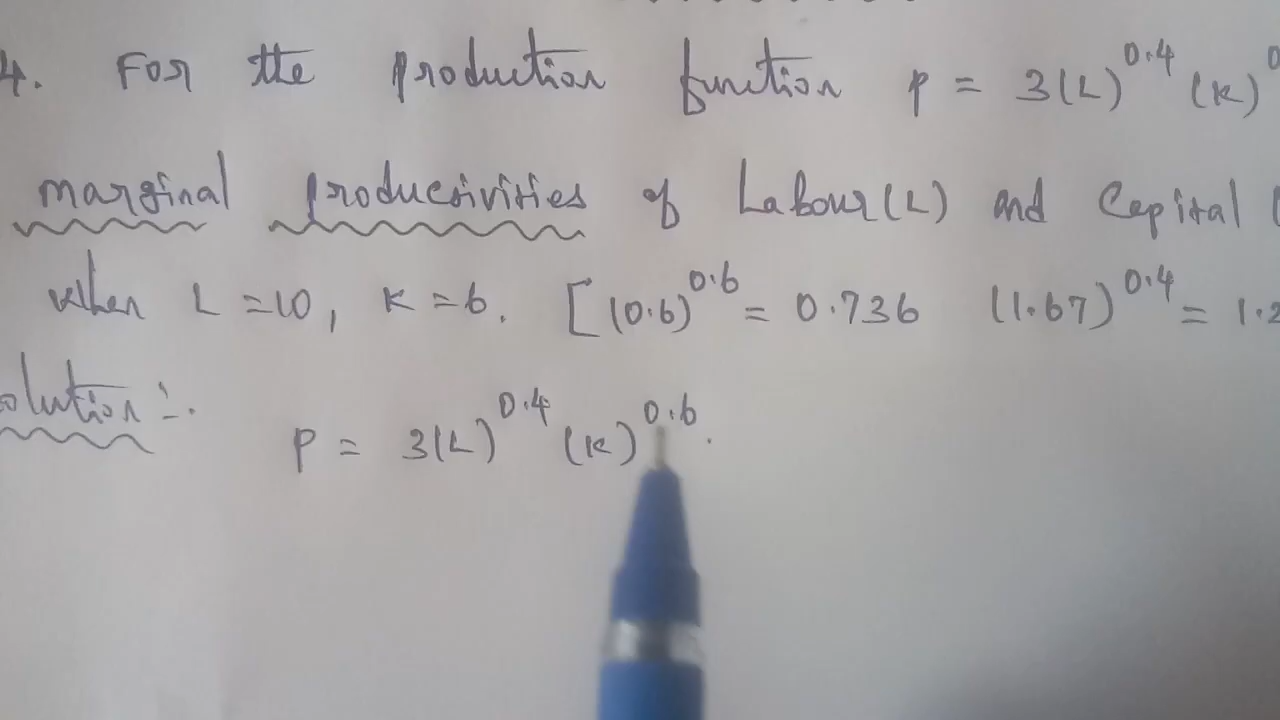 4. For the production function P = 3(L)^0.4 (K)^0
marginal productivities of Labour(L) and Capital (
when L =10, K =6. [(0.6)^0.6 = 0.736 (1.67)^0.4 = 1.2
olution :-.
P = 3(L)^0.4 (K)^0.6.